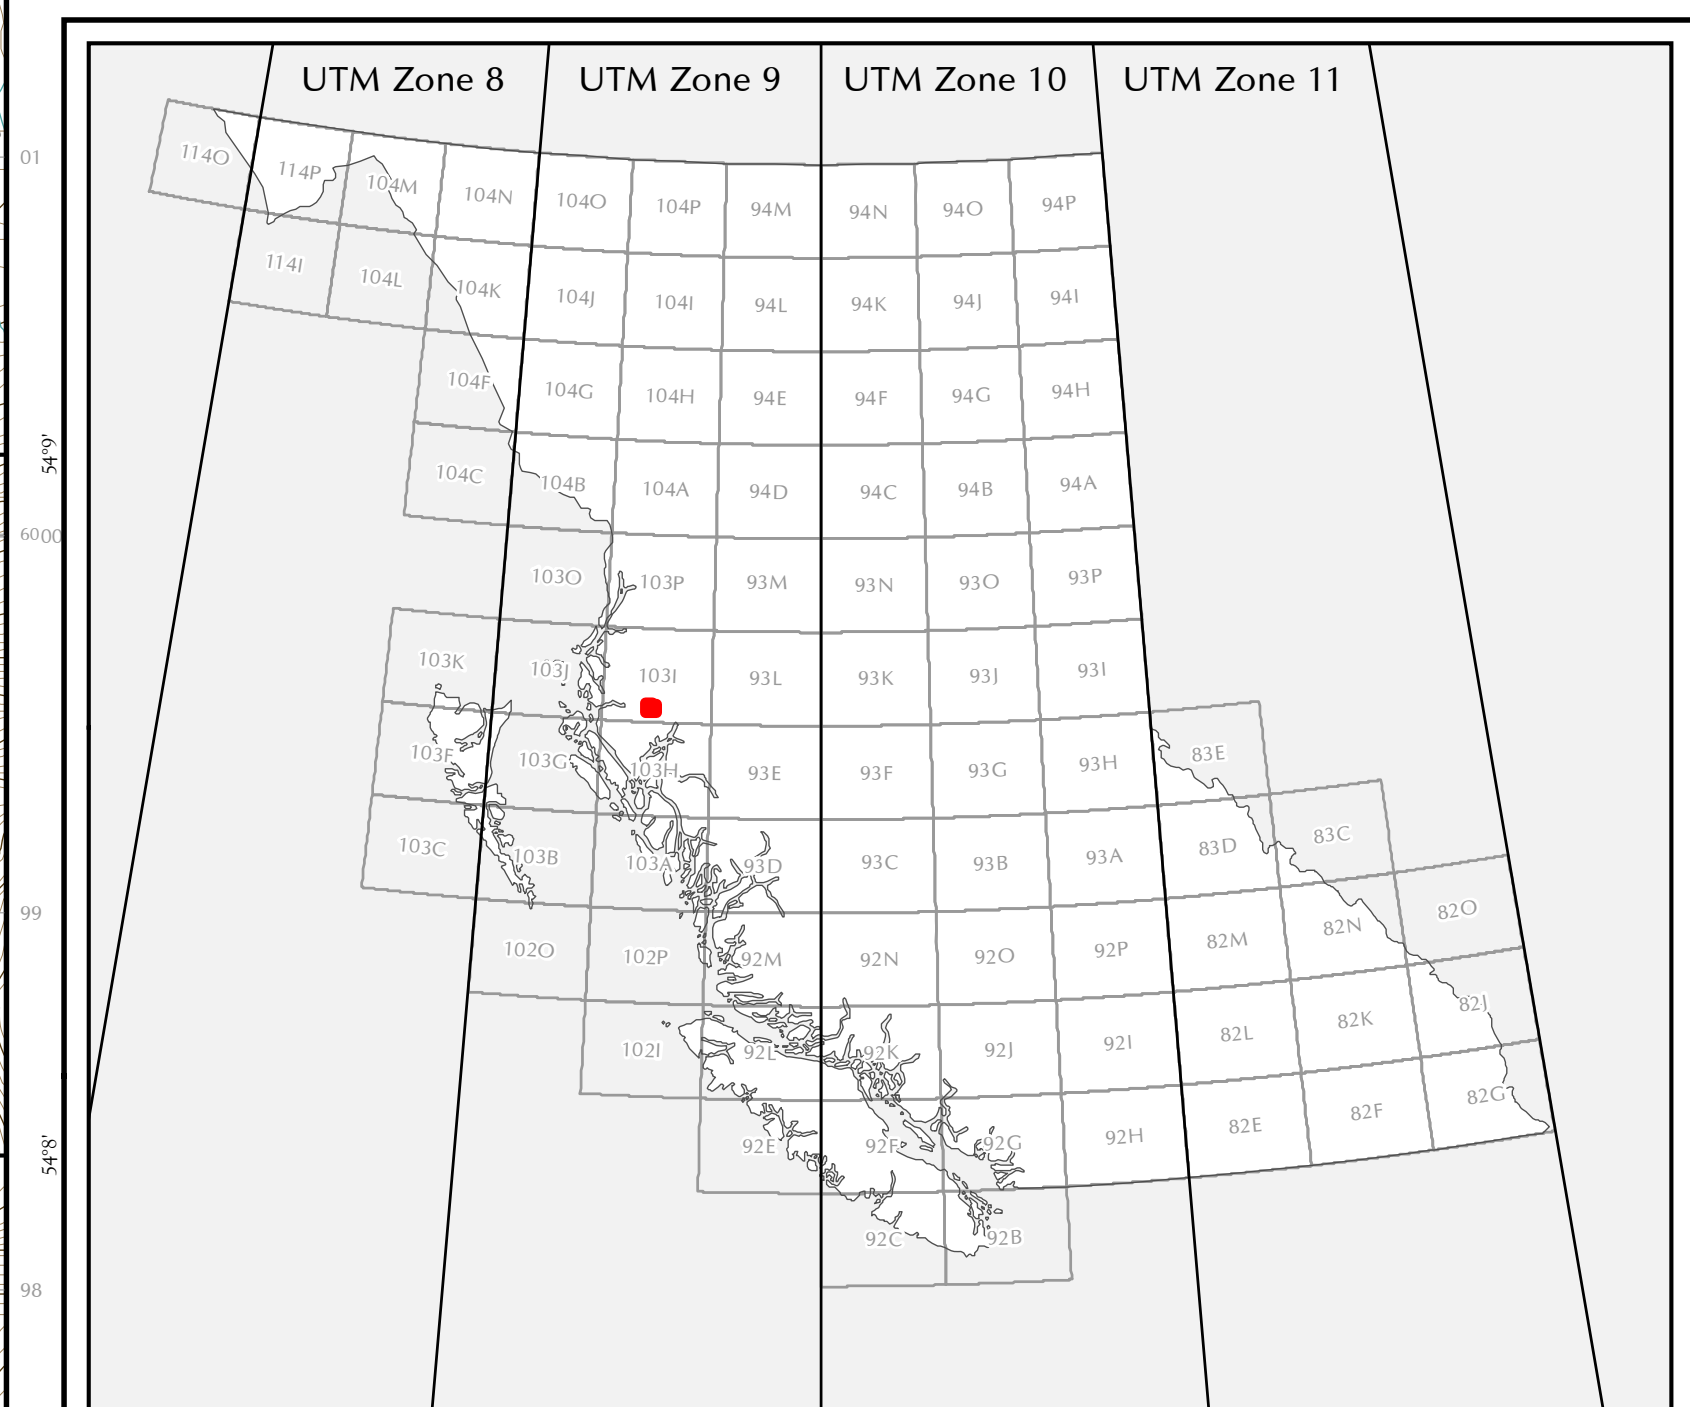 UTM Zone 8 UTM Zone 9 UTM Zone 10 UTM Zone 11
01
114O 114P 104M 104N 104O 104P 94M 94N 94O 94P
114I 104L 104K 104J 104I 94L 94K 94J 94I
104F 104G 104H 94E 94F 94G 94H
54°9'
104C 104B 104A 94D 94C 94B 94A
6000
103O 103P 93M 93N 93O 93P
103K 103J 103I 93L 93K 93J 93I
103F 103G 103H 93E 93F 93G 93H 83E
103C 103B 103A 93D 93C 93B 93A 83D 83C
99
102O 102P 92M 92N 92O 92P 82M 82N 82O
102I 92L 92K 92J 92I 82L 82K 82J
54°8'
92E 92F 92G 92H 82E 82F 82G
92C 92B
98